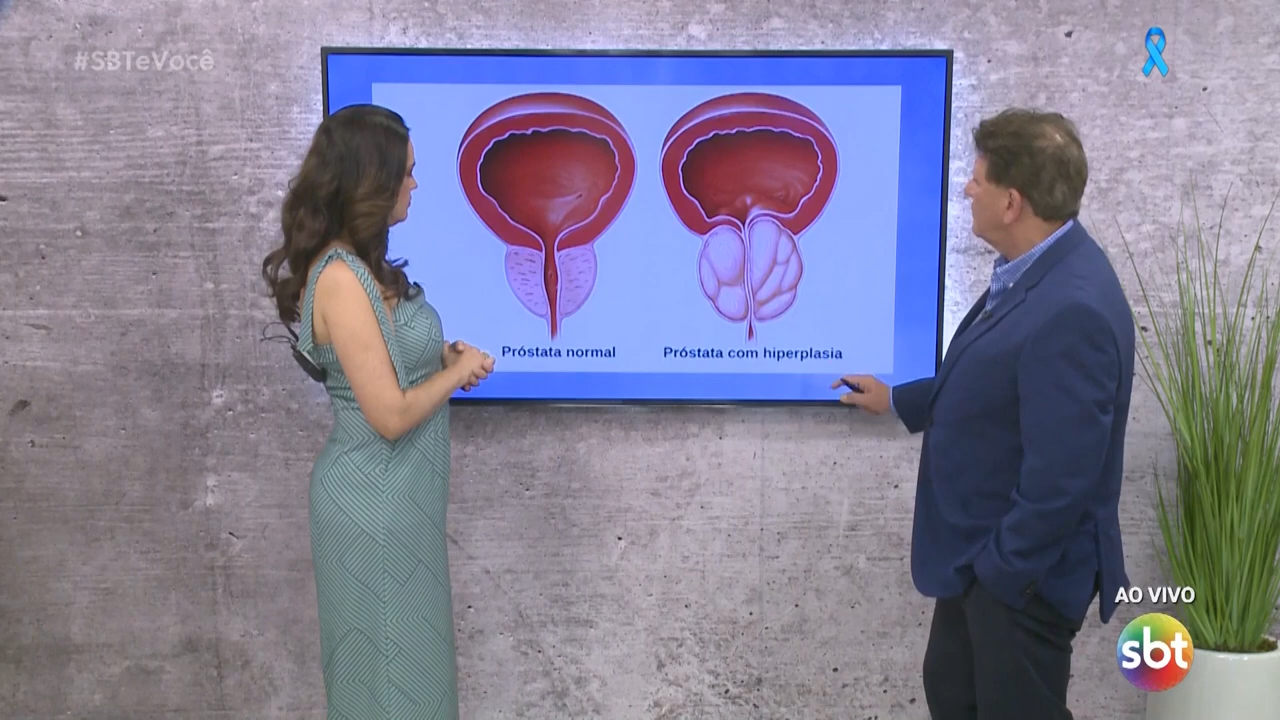 #SBTeVocê
Próstata normal
Próstata com hiperplasia
AO VIVO
sbt